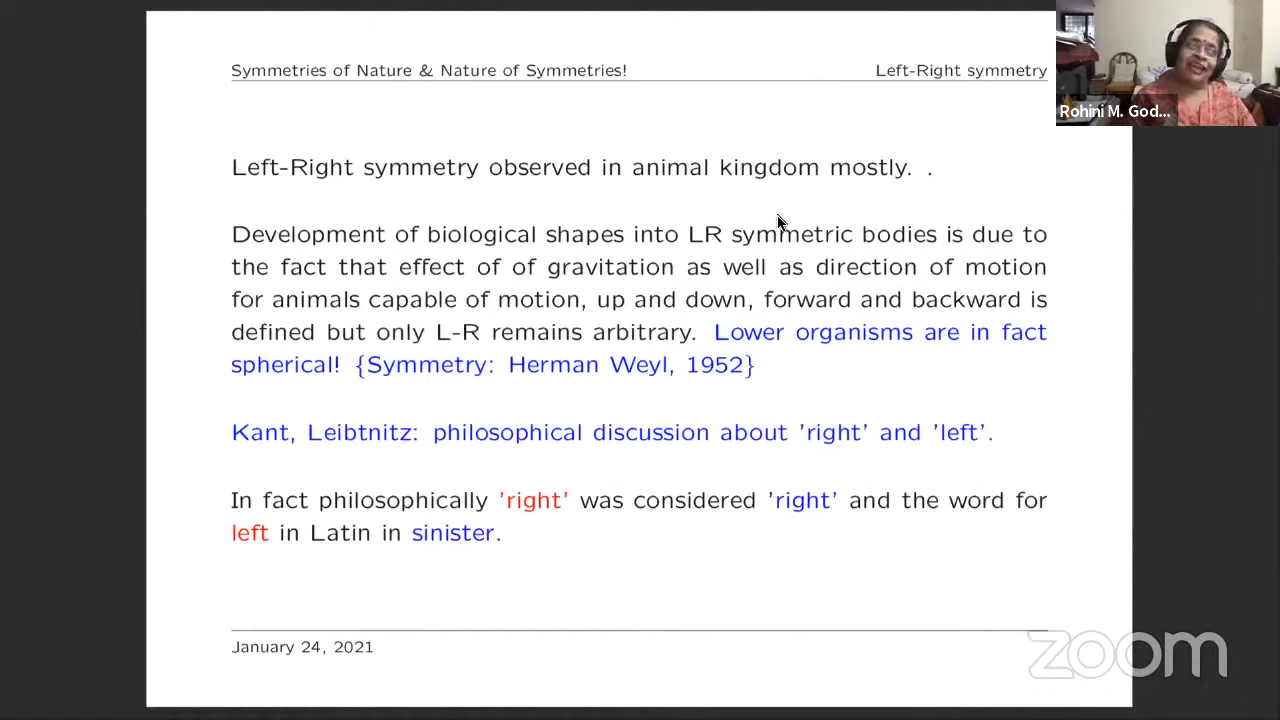 Symmetries of Nature & Nature of Symmetries! Left-Right symmetry
Rohini M. God...
Left-Right symmetry observed in animal kingdom mostly. .
Development of biological shapes into LR symmetric bodies is due to
the fact that effect of of gravitation as well as direction of motion
for animals capable of motion, up and down, forward and backward is
defined but only L-R remains arbitrary. Lower organisms are in fact
spherical! {Symmetry: Herman Weyl, 1952}
Kant, Leibtnitz: philosophical discussion about 'right' and 'left'.
In fact philosophically 'right' was considered 'right' and the word for
left in Latin in sinister.
January 24, 2021
zoom